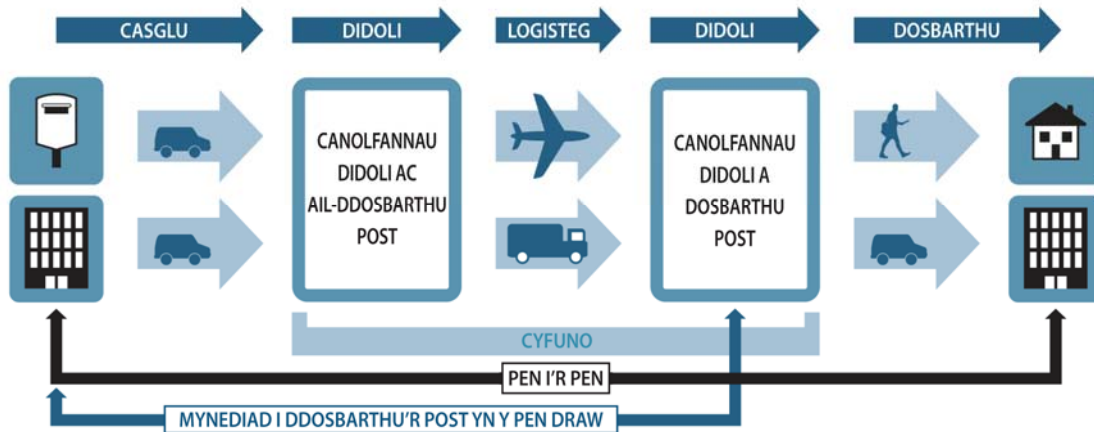 CASGLU
DIDOLI
LOGISTEG
DIDOLI
DOSBARTHU
CANOLFANNAU
DIDOLI AC
AIL-DDOSBARTHU
POST
CANOLFANNAU
DIDOLI A
DOSBARTHU
POST
CYFUNO
PEN I'R PEN
MYNEDIAD I DDOSBARTHU'R POST YN Y PEN DRAW